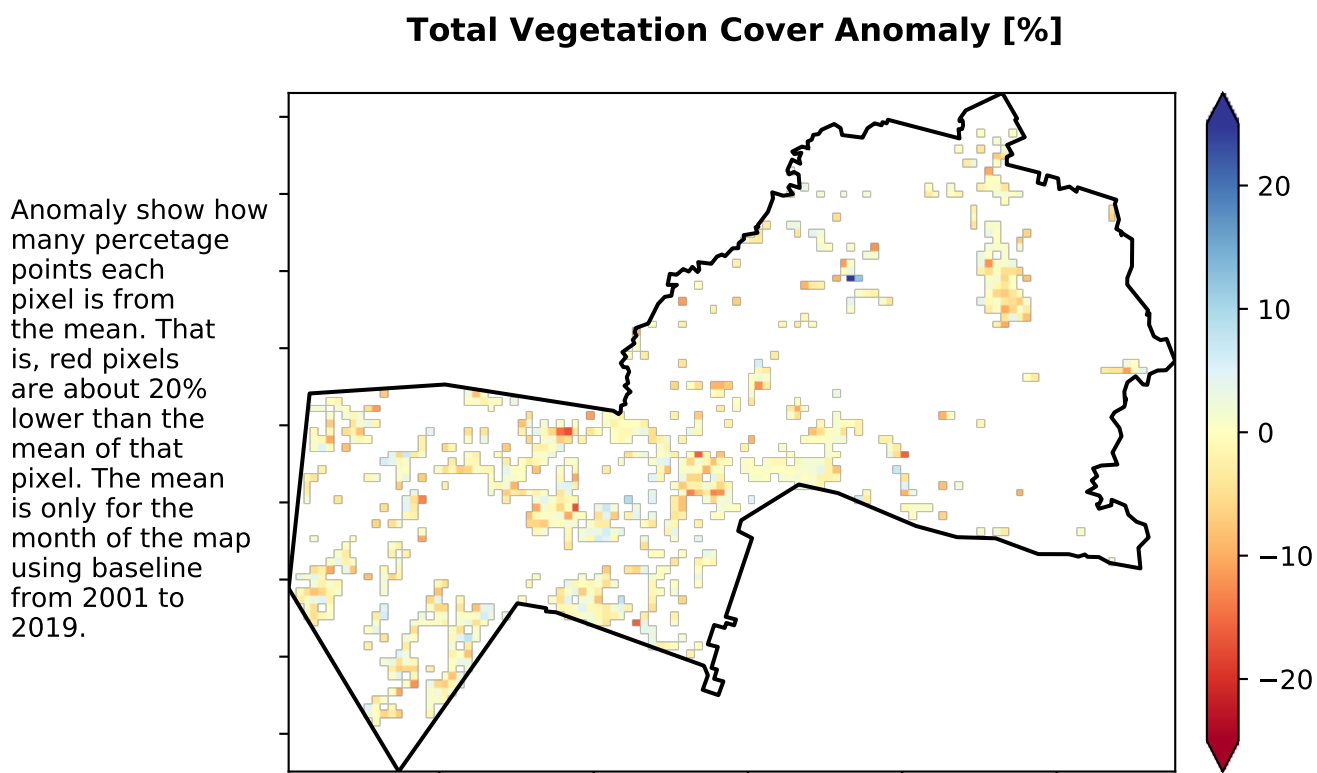 Total Vegetation Cover Anomaly [%]
Anomaly show how
many percetage
points each
pixel is from
the mean. That
is, red pixels
are about 20%
lower than the
mean of that
pixel. The mean
is only for the
month of the map
using baseline
from 2001 to
2019.
20
10
0
−10
−20